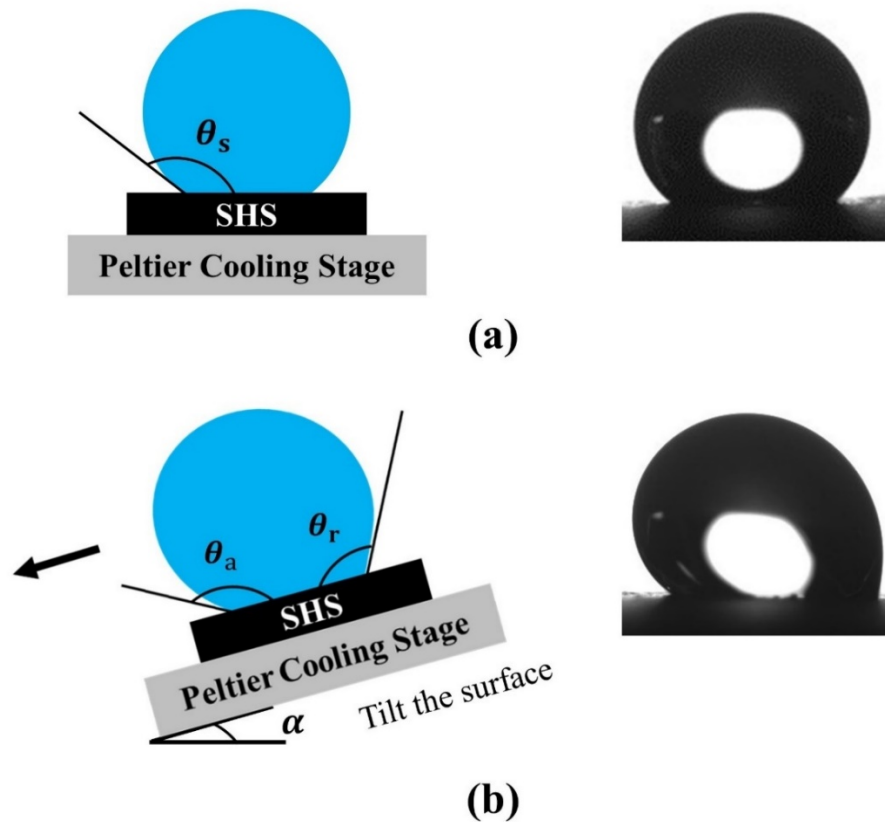 θs
SHS
Peltier Cooling Stage
(a)
θa
θr
SHS
Peltier Cooling Stage
Tilt the surface
α
(b)